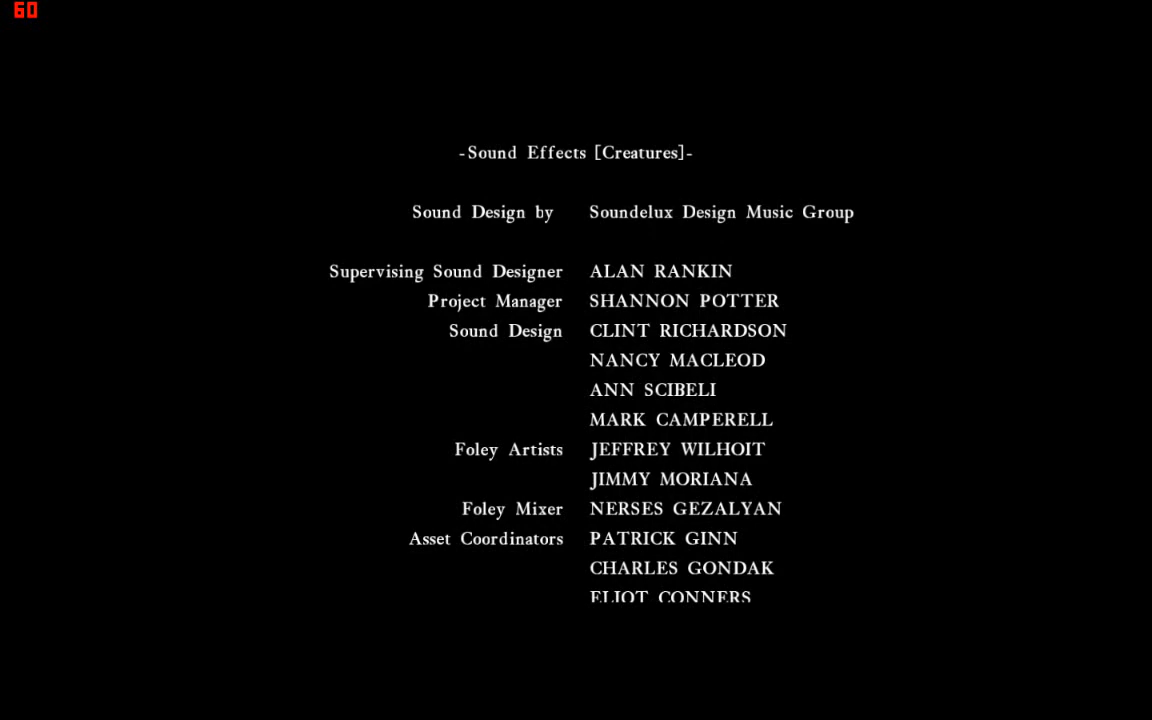 60
-Sound Effects [Creatures]-
Sound Design by Soundelux Design Music Group
Supervising Sound Designer ALAN RANKIN
Project Manager SHANNON POTTER
Sound Design CLINT RICHARDSON
NANCY MACLEOD
ANN SCIBELI
MARK CAMPERELL
Foley Artists JEFFREY WILHOIT
JIMMY MORIANA
Foley Mixer NERSES GEZALYAN
Asset Coordinators PATRICK GINN
CHARLES GONDAK
ELIOT CONNERS